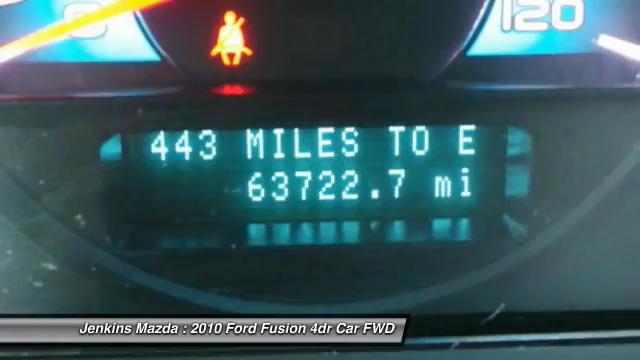 120
443 MILES TO E
63722.7 mi
Jenkins Mazda : 2010 Ford Fusion 4dr Car FWD